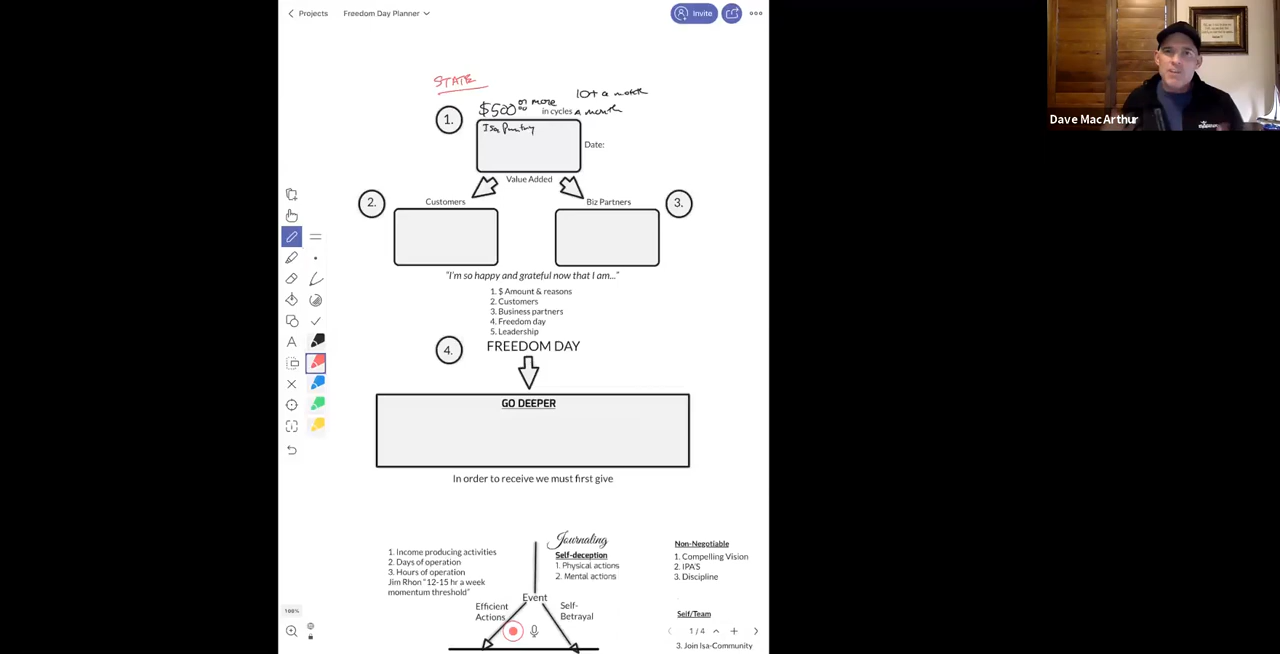 Projects
Freedom Day Planner
Invite
Dave MacArthur
STATE
10+ a month
$500 or more
00
in cycles a month
1.
Isa Pantry
Date:
Value Added
2.
Customers
Biz Partners
3.
"I'm so happy and grateful now that I am..."
1. $ Amount & reasons
2. Customers
3. Business partners
4. Freedom day
5. Leadership
4.
FREEDOM DAY
GO DEEPER
In order to receive we must first give
1. Income producing activities
2. Days of operation
3. Hours of operation
Jim Rhon "12-15 hr a week
momentum threshold"
Journaling
Self-deception
1. Physical actions
2. Mental actions
Event
Efficient
Actions
Self-
Betrayal
Non-Negotiable
1. Compelling Vision
2. IPA'S
3. Discipline
Self/Team
3. Join Isa-Community
100%
1 / 4